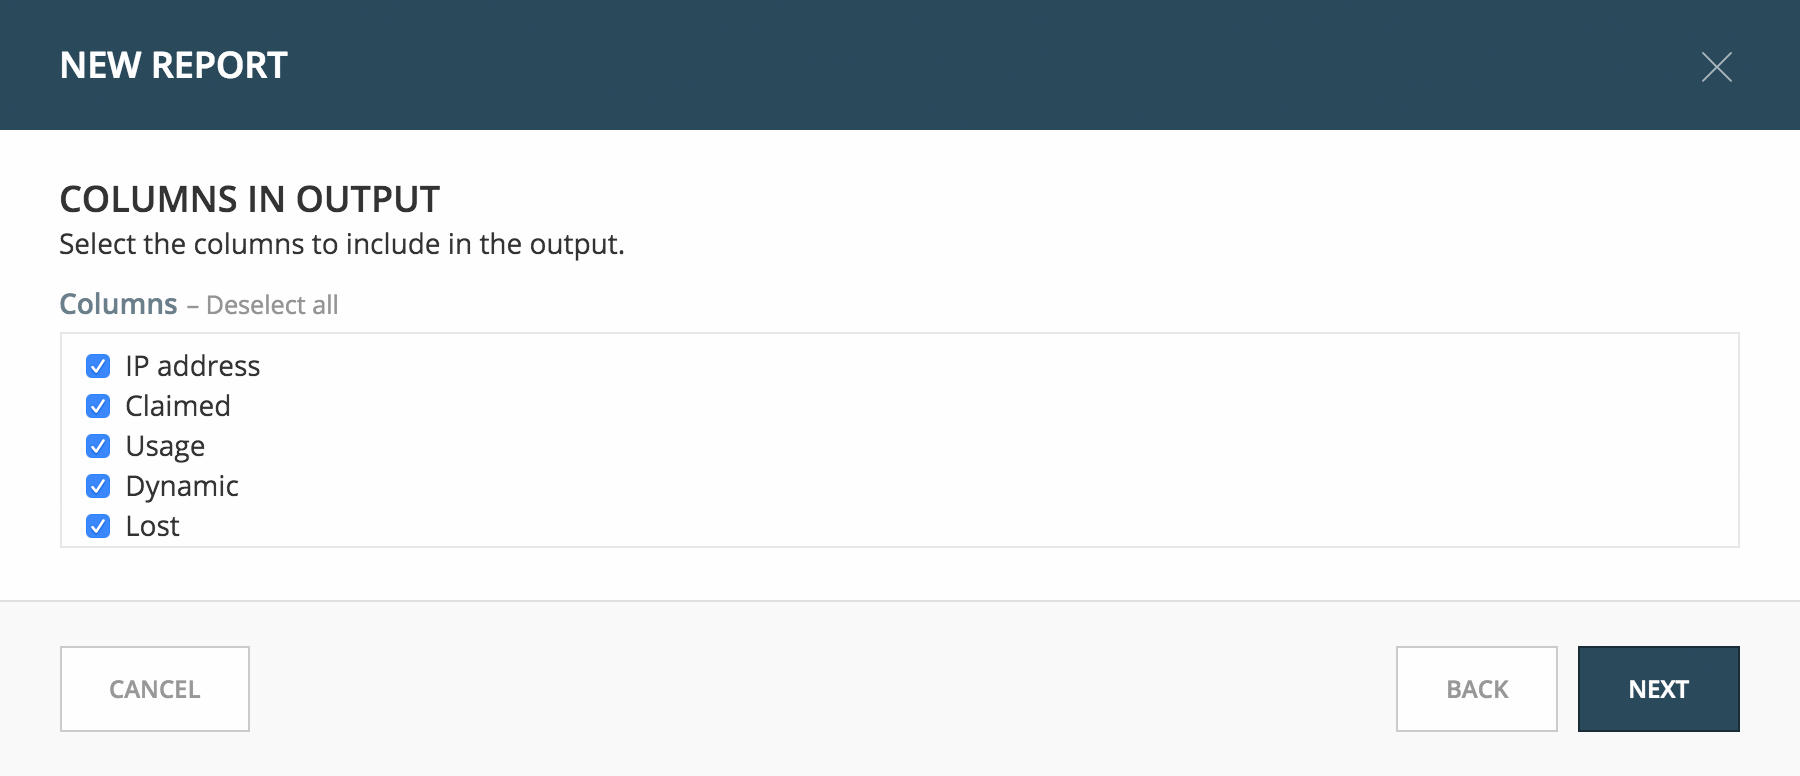 NEW REPORT
COLUMNS IN OUTPUT
Select the columns to include in the output.
Columns – Deselect all
IP address
Claimed
Usage
Dynamic
Lost
CANCEL
BACK
NEXT